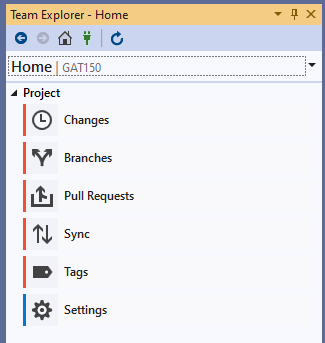 Team Explorer - Home
Home | GAT150
Project
Changes
Branches
Pull Requests
Sync
Tags
Settings